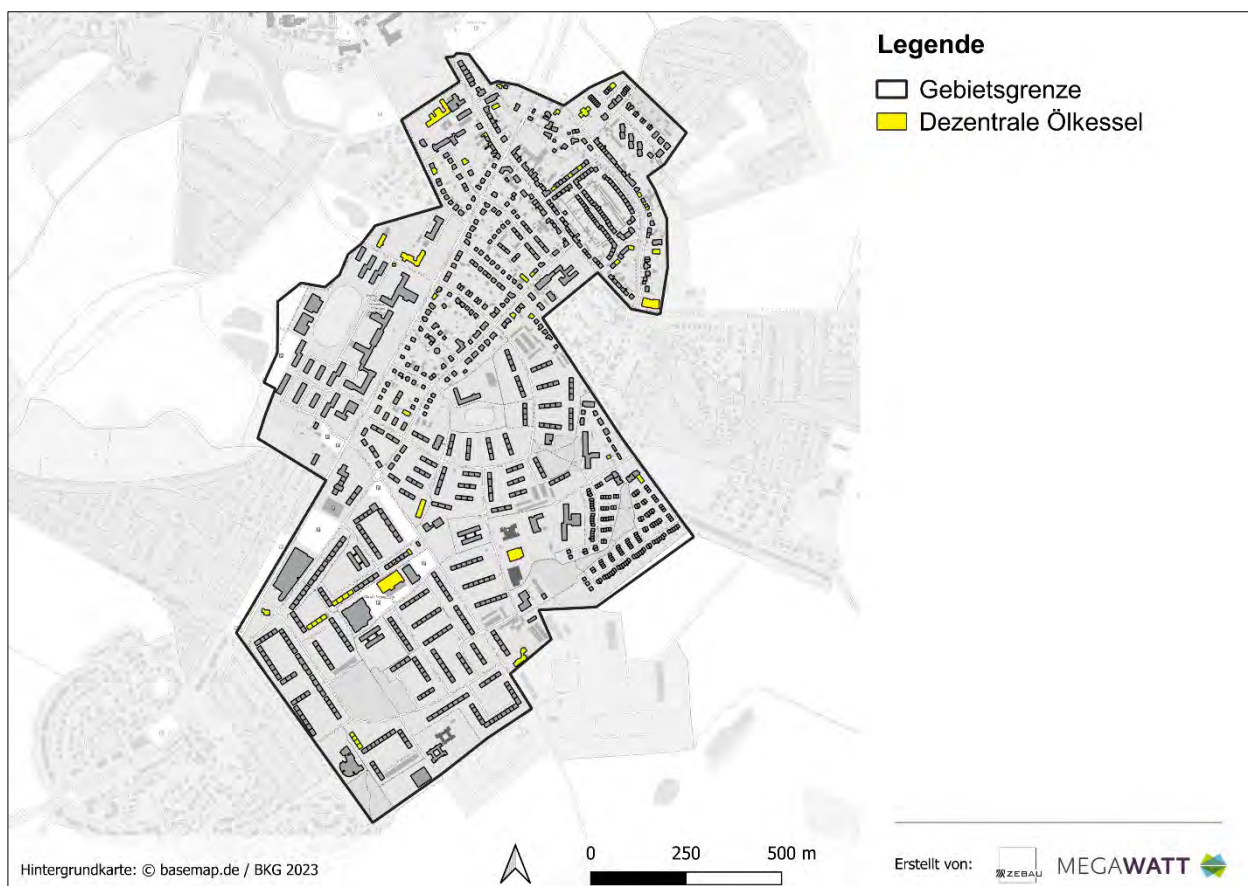 Legende
Gebietsgrenze
Dezentrale Ölkessel
Hintergrundkarte: © basemap.de / BKG 2023
0 250 500 m
Erstellt von: ZEBAU MEGAWATT